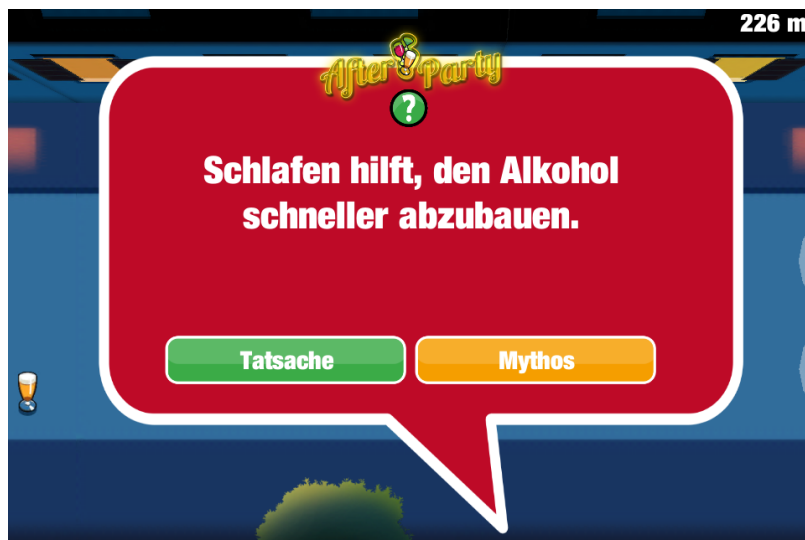 226 m
After Party
?
Schlafen hilft, den Alkohol
schneller abzubauen.
Tatsache
Mythos